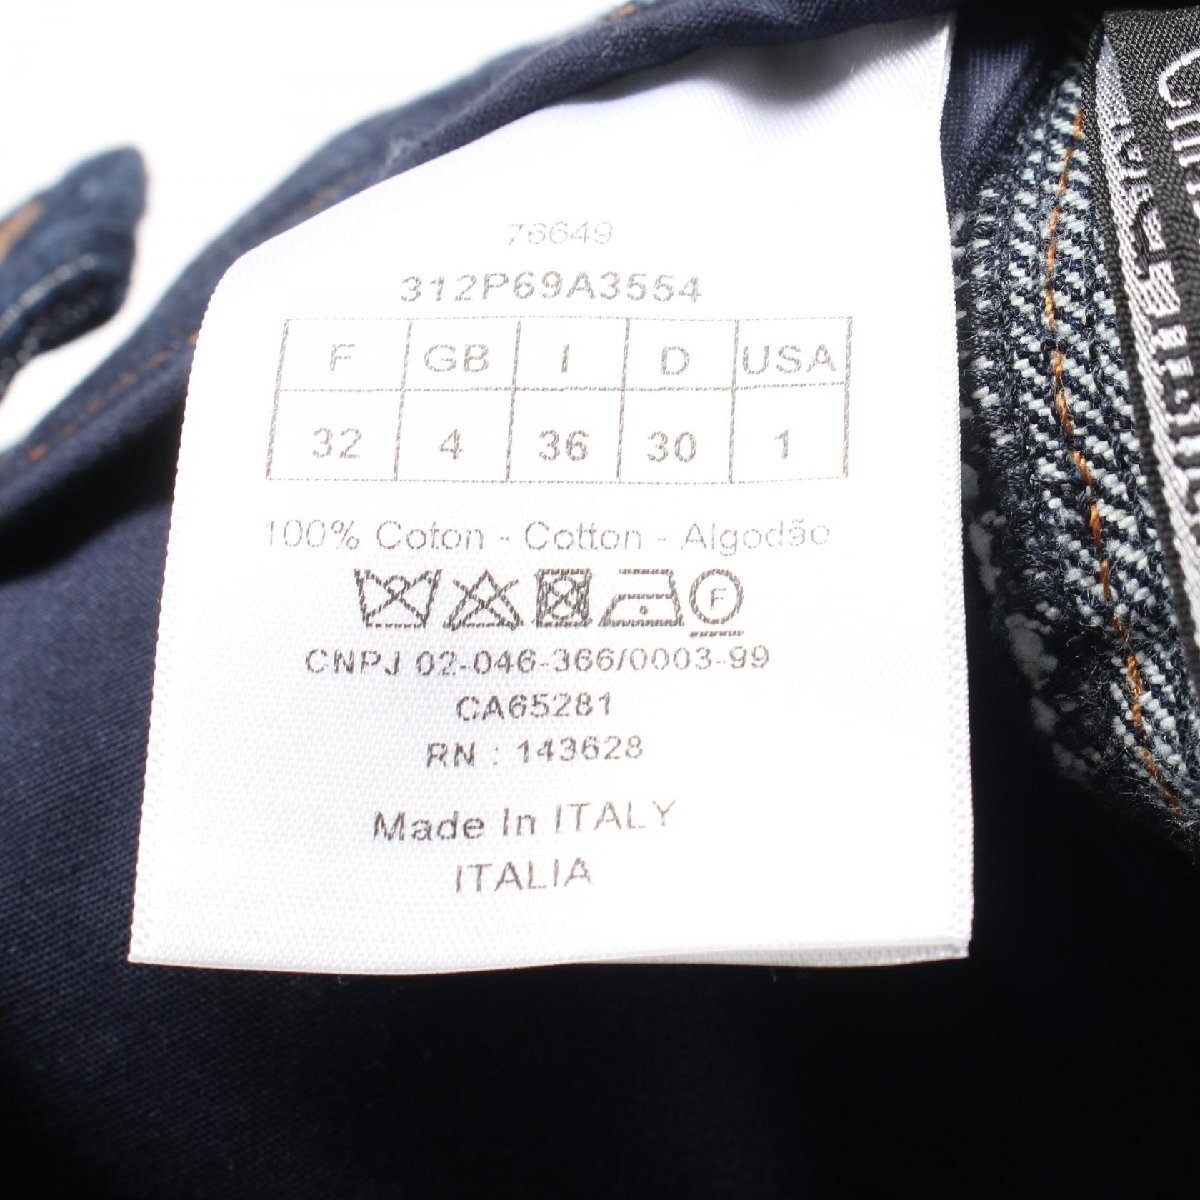 76649
312P69A3554
F GB I D USA
32 4 36 30 1
100% Coton - Cotton - Algodão
F
CNPJ 02-046-366/0003-99
CA65281
RN : 143628
Made In ITALY
ITALIA